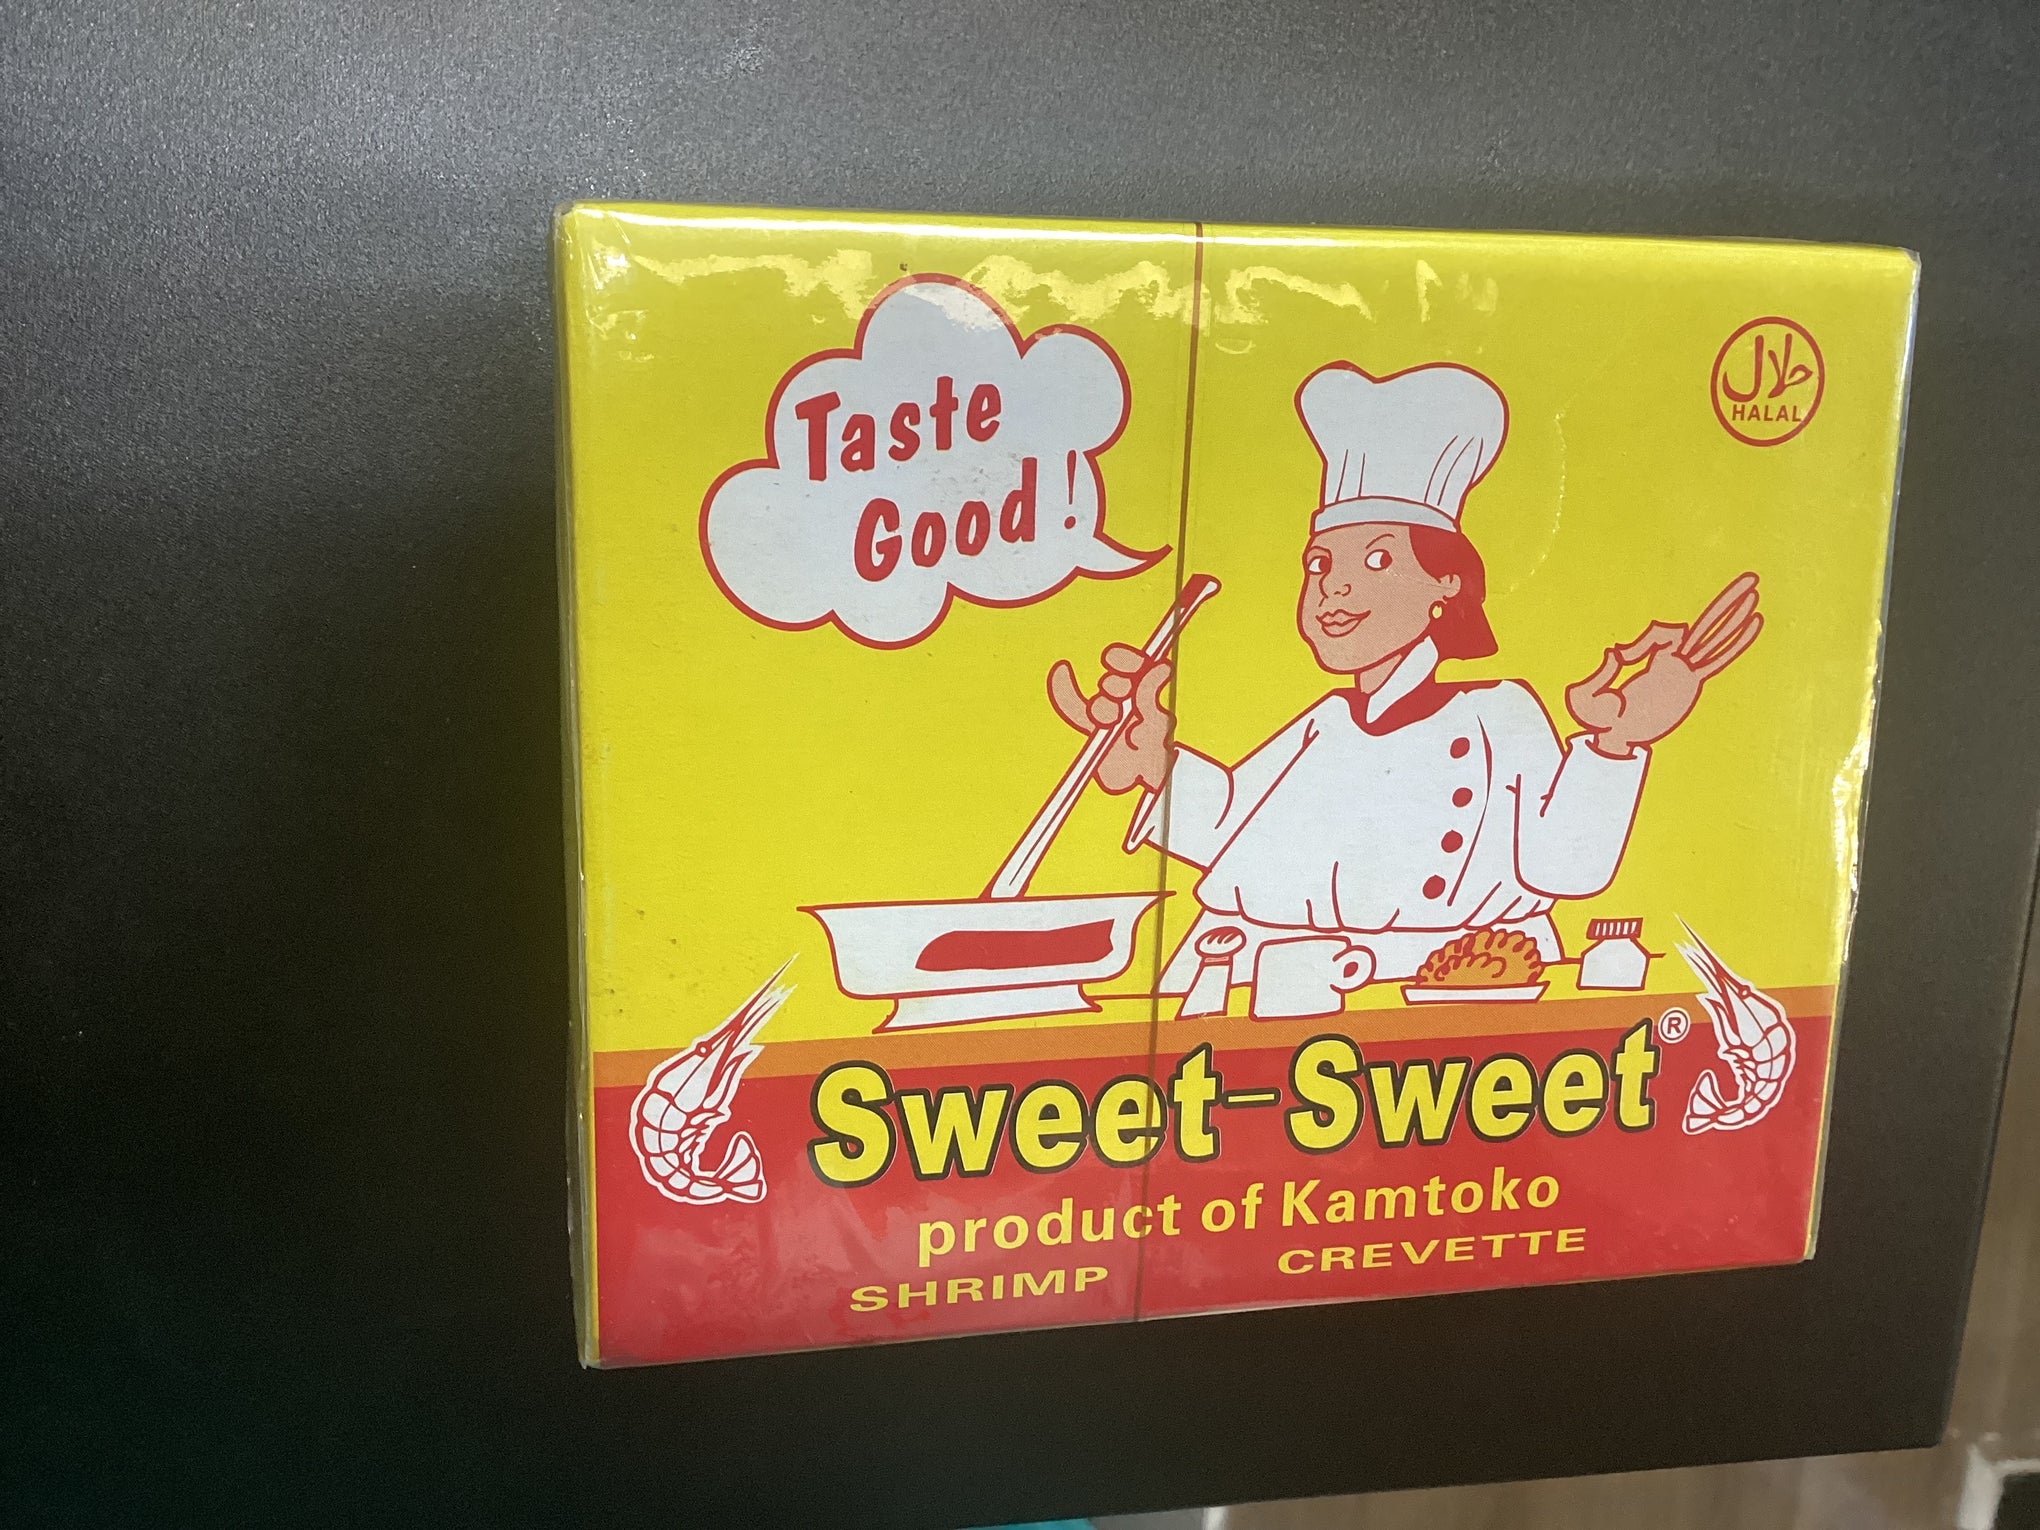 Taste
Good!
حلال
HALAL
Sweet-Sweet®
product of Kamtoko
SHRIMP CREVETTE